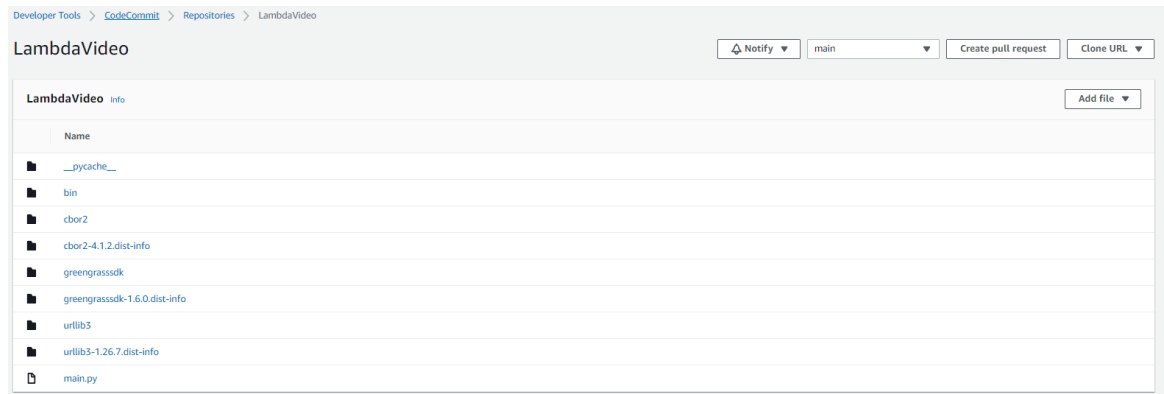 Developer Tools > CodeCommit > Repositories > LambdaVideo
LambdaVideo
Notify
main
Create pull request
Clone URL
LambdaVideo Info
Add file
Name
__pycache__
bin
cbor2
cbor2-4.1.2.dist-info
greengrasssdk
greengrasssdk-1.6.0.dist-info
urllib3
urllib3-1.26.7.dist-info
main.py